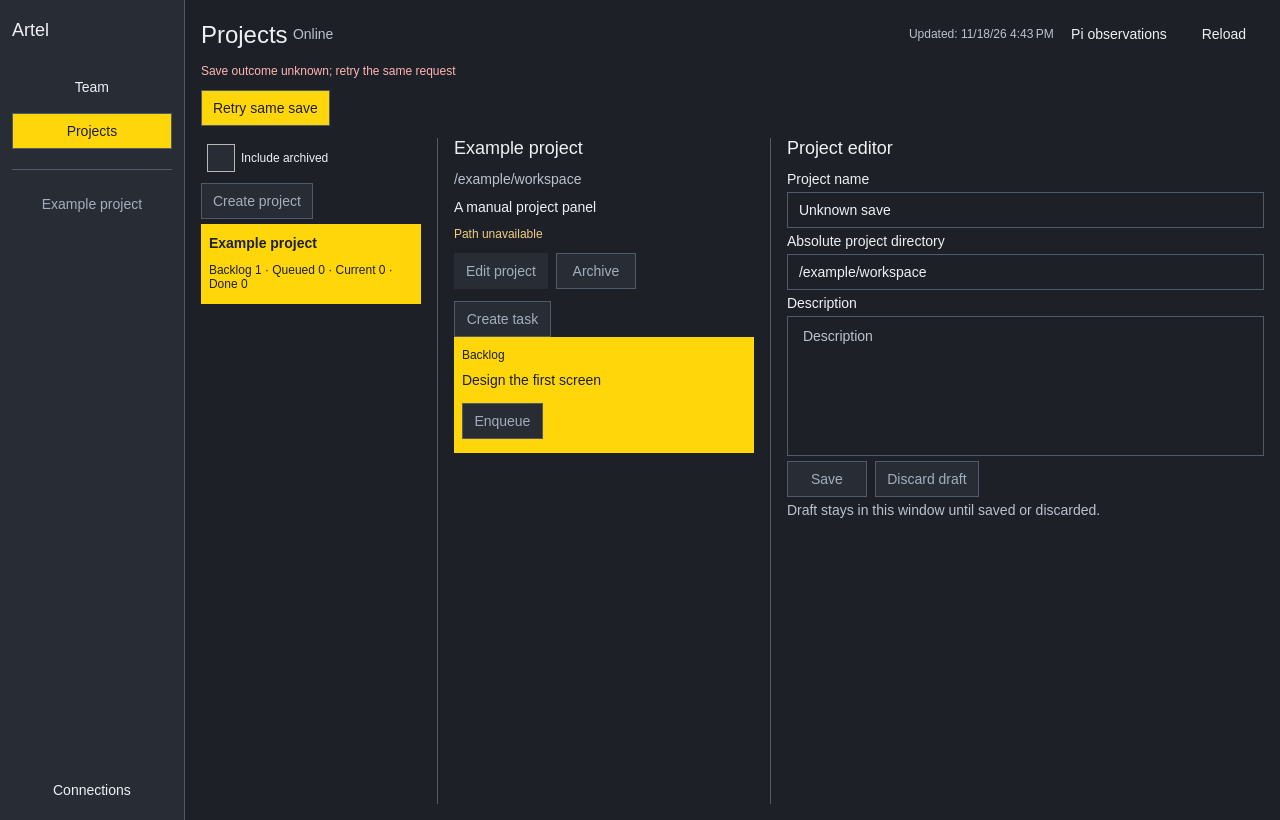 Artel
Team
Projects
Example project
Connections
Projects Online
Updated: 11/18/26 4:43 PM
Pi observations
Reload
Save outcome unknown; retry the same request
Retry same save
Include archived
Create project
Example project
Backlog 1 · Queued 0 · Current 0 ·
Done 0
Example project
/example/workspace
A manual project panel
Path unavailable
Edit project
Archive
Create task
Backlog
Design the first screen
Enqueue
Project editor
Project name
Unknown save
Absolute project directory
/example/workspace
Description
Description
Save
Discard draft
Draft stays in this window until saved or discarded.